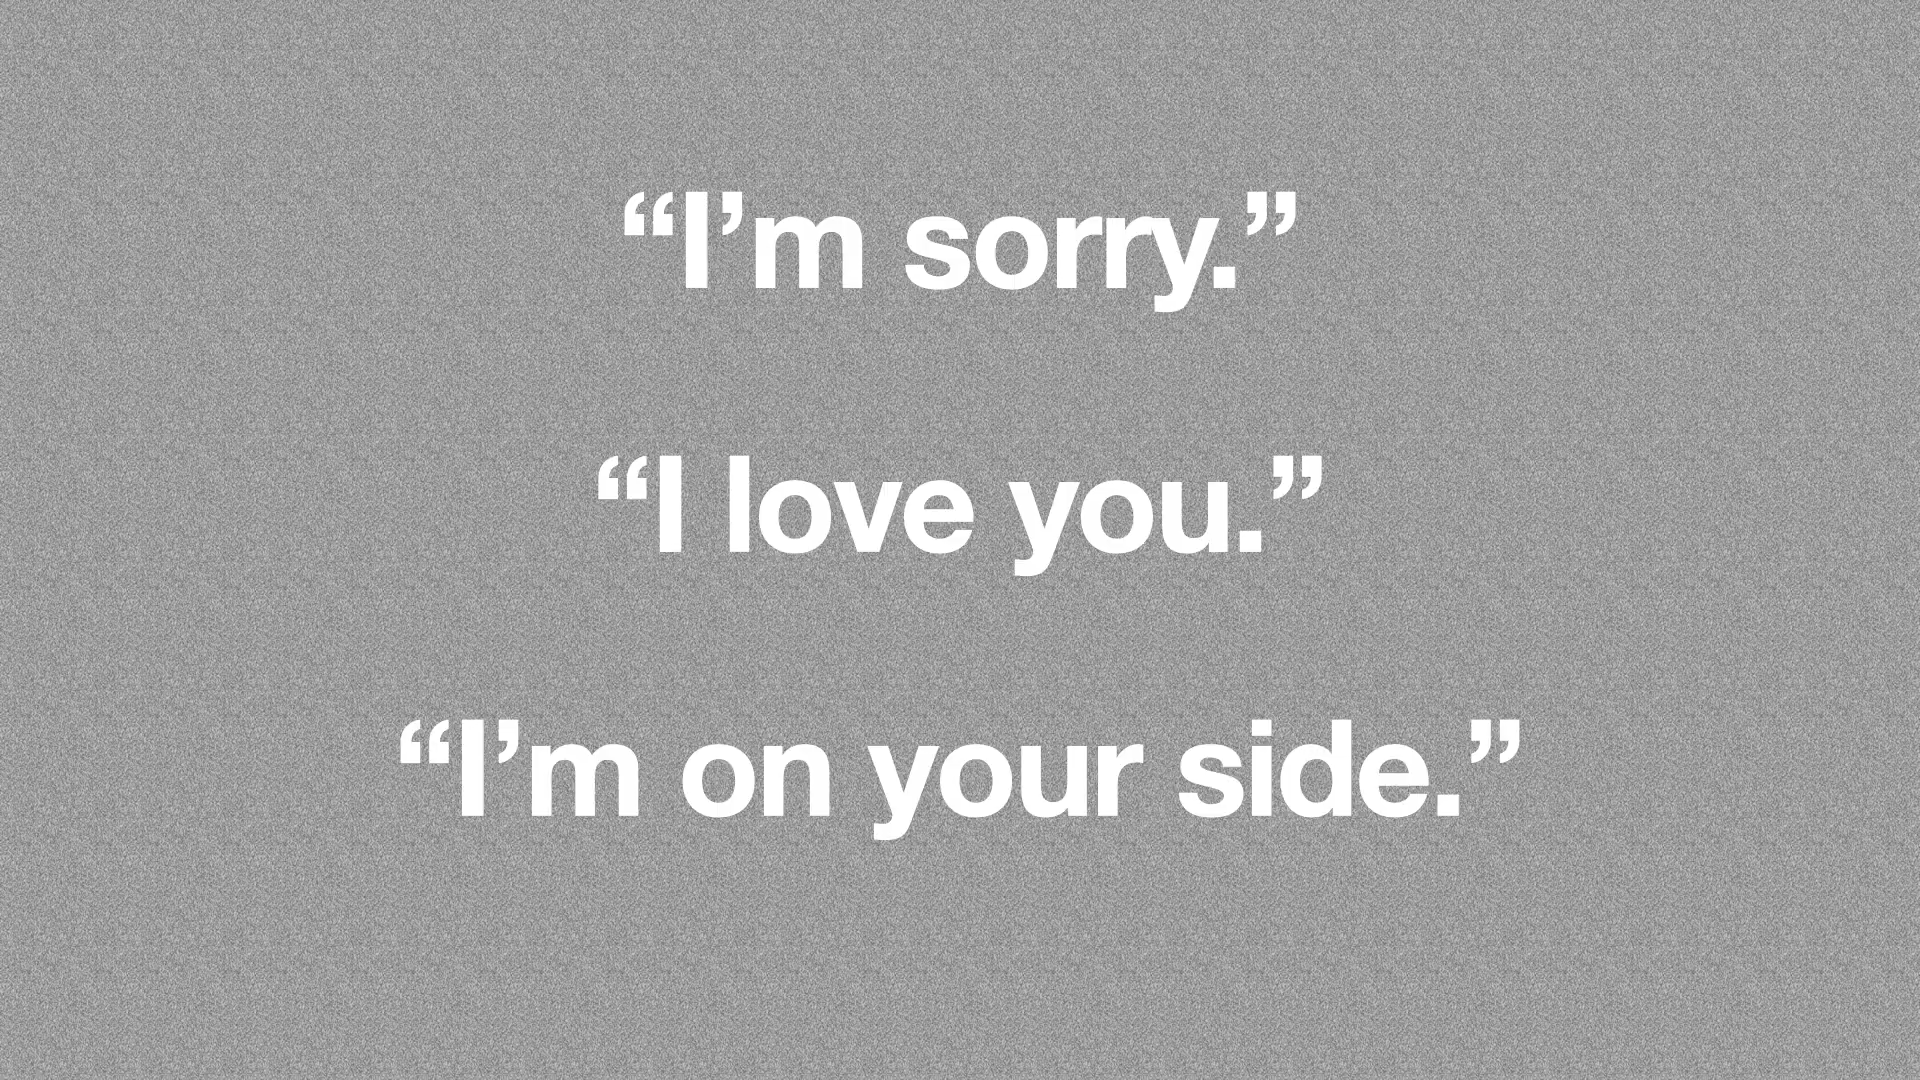 “I’m sorry.”
“I love you.”
“I’m on your side.”